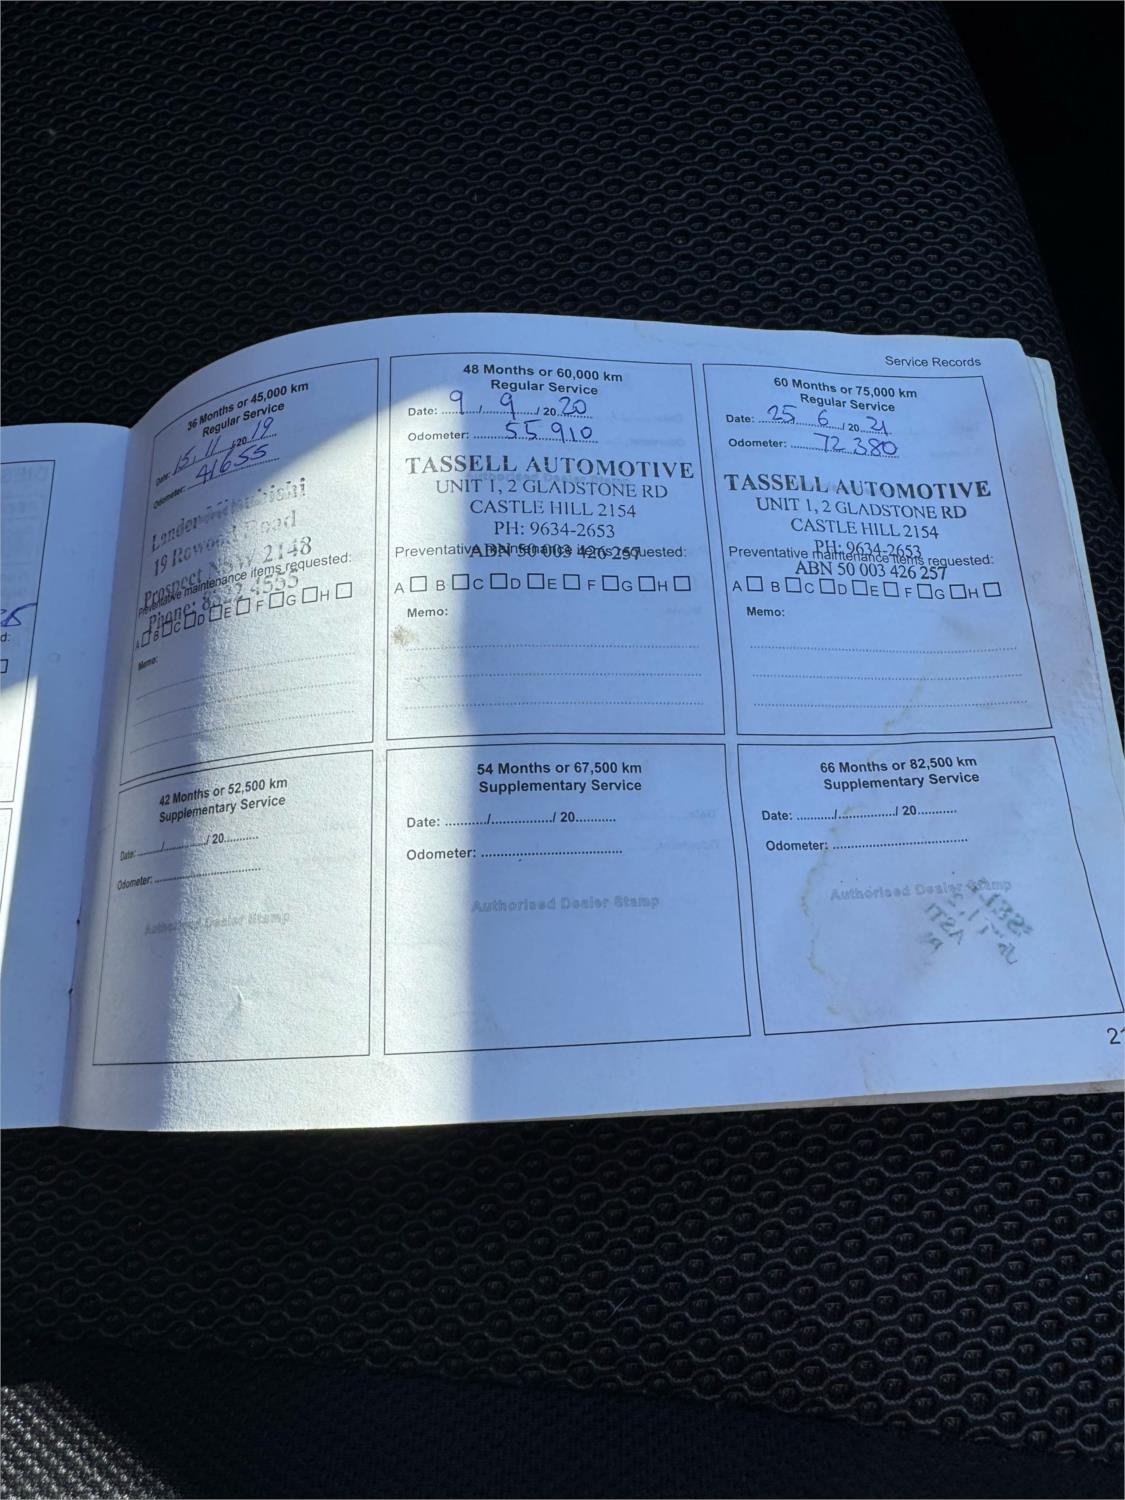 Service Records
36 Months or 45,000 km
Regular Service
Date: 15, 11 / 20 19
Odometer: 41655
Lander Mitsubishi
19 Rowood Road
Prospect NSW 2148
Phone:
Preventative maintenance items requested:
A B C D E F G H
Memo:
48 Months or 60,000 km
Regular Service
Date: 9 / 9 / 20 20
Odometer: 55 910
TASSELL AUTOMOTIVE
UNIT 1, 2 GLADSTONE RD
CASTLE HILL 2154
PH: 9634-2653
ABN 50 003 426 257
Preventative maintenance items requested:
A B C D E F G H
Memo:
60 Months or 75,000 km
Regular Service
Date: 25 6 / 20 21
Odometer: 72 380
TASSELL AUTOMOTIVE
UNIT 1, 2 GLADSTONE RD
CASTLE HILL 2154
PH: 9634-2653
ABN 50 003 426 257
Preventative maintenance items requested:
A B C D E F G H
Memo:
42 Months or 52,500 km
Supplementary Service
Date: ......../................/ 20..........
Odometer: ..............................
Authorised Dealer Stamp
54 Months or 67,500 km
Supplementary Service
Date: ........../................/ 20..........
Odometer: ....................................
Authorised Dealer Stamp
66 Months or 82,500 km
Supplementary Service
Date: ........../................/ 20..........
Odometer: ....................................
Authorised Dealer Stamp